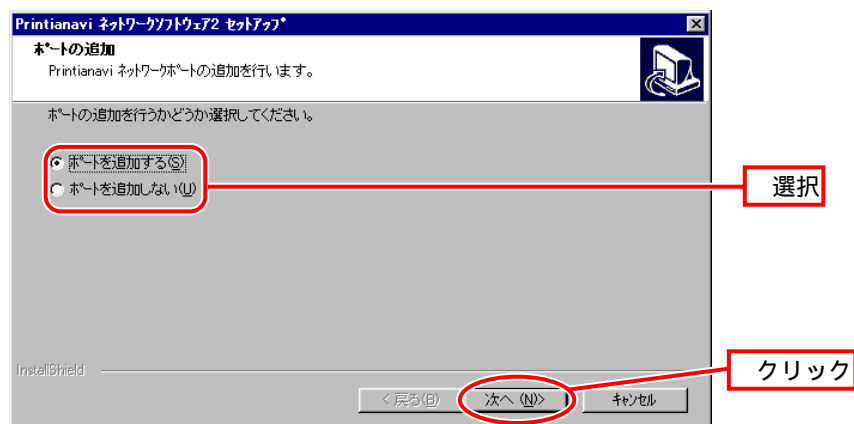 Printianavi ﾈｯﾄﾜｰｸｿﾌﾄｳｪｱ2 ｾｯﾄｱｯﾌﾟ
ﾎﾟｰﾄの追加
Printianavi ﾈｯﾄﾜｰｸﾎﾟｰﾄの追加を行います。
ﾎﾟｰﾄの追加を行うかどうか選択してください。
ﾎﾟｰﾄを追加する(S)
ﾎﾟｰﾄを追加しない(U)
選択
InstallShield
クリック
< 戻る(B)
次へ (N)>
ｷｬﾝｾﾙ